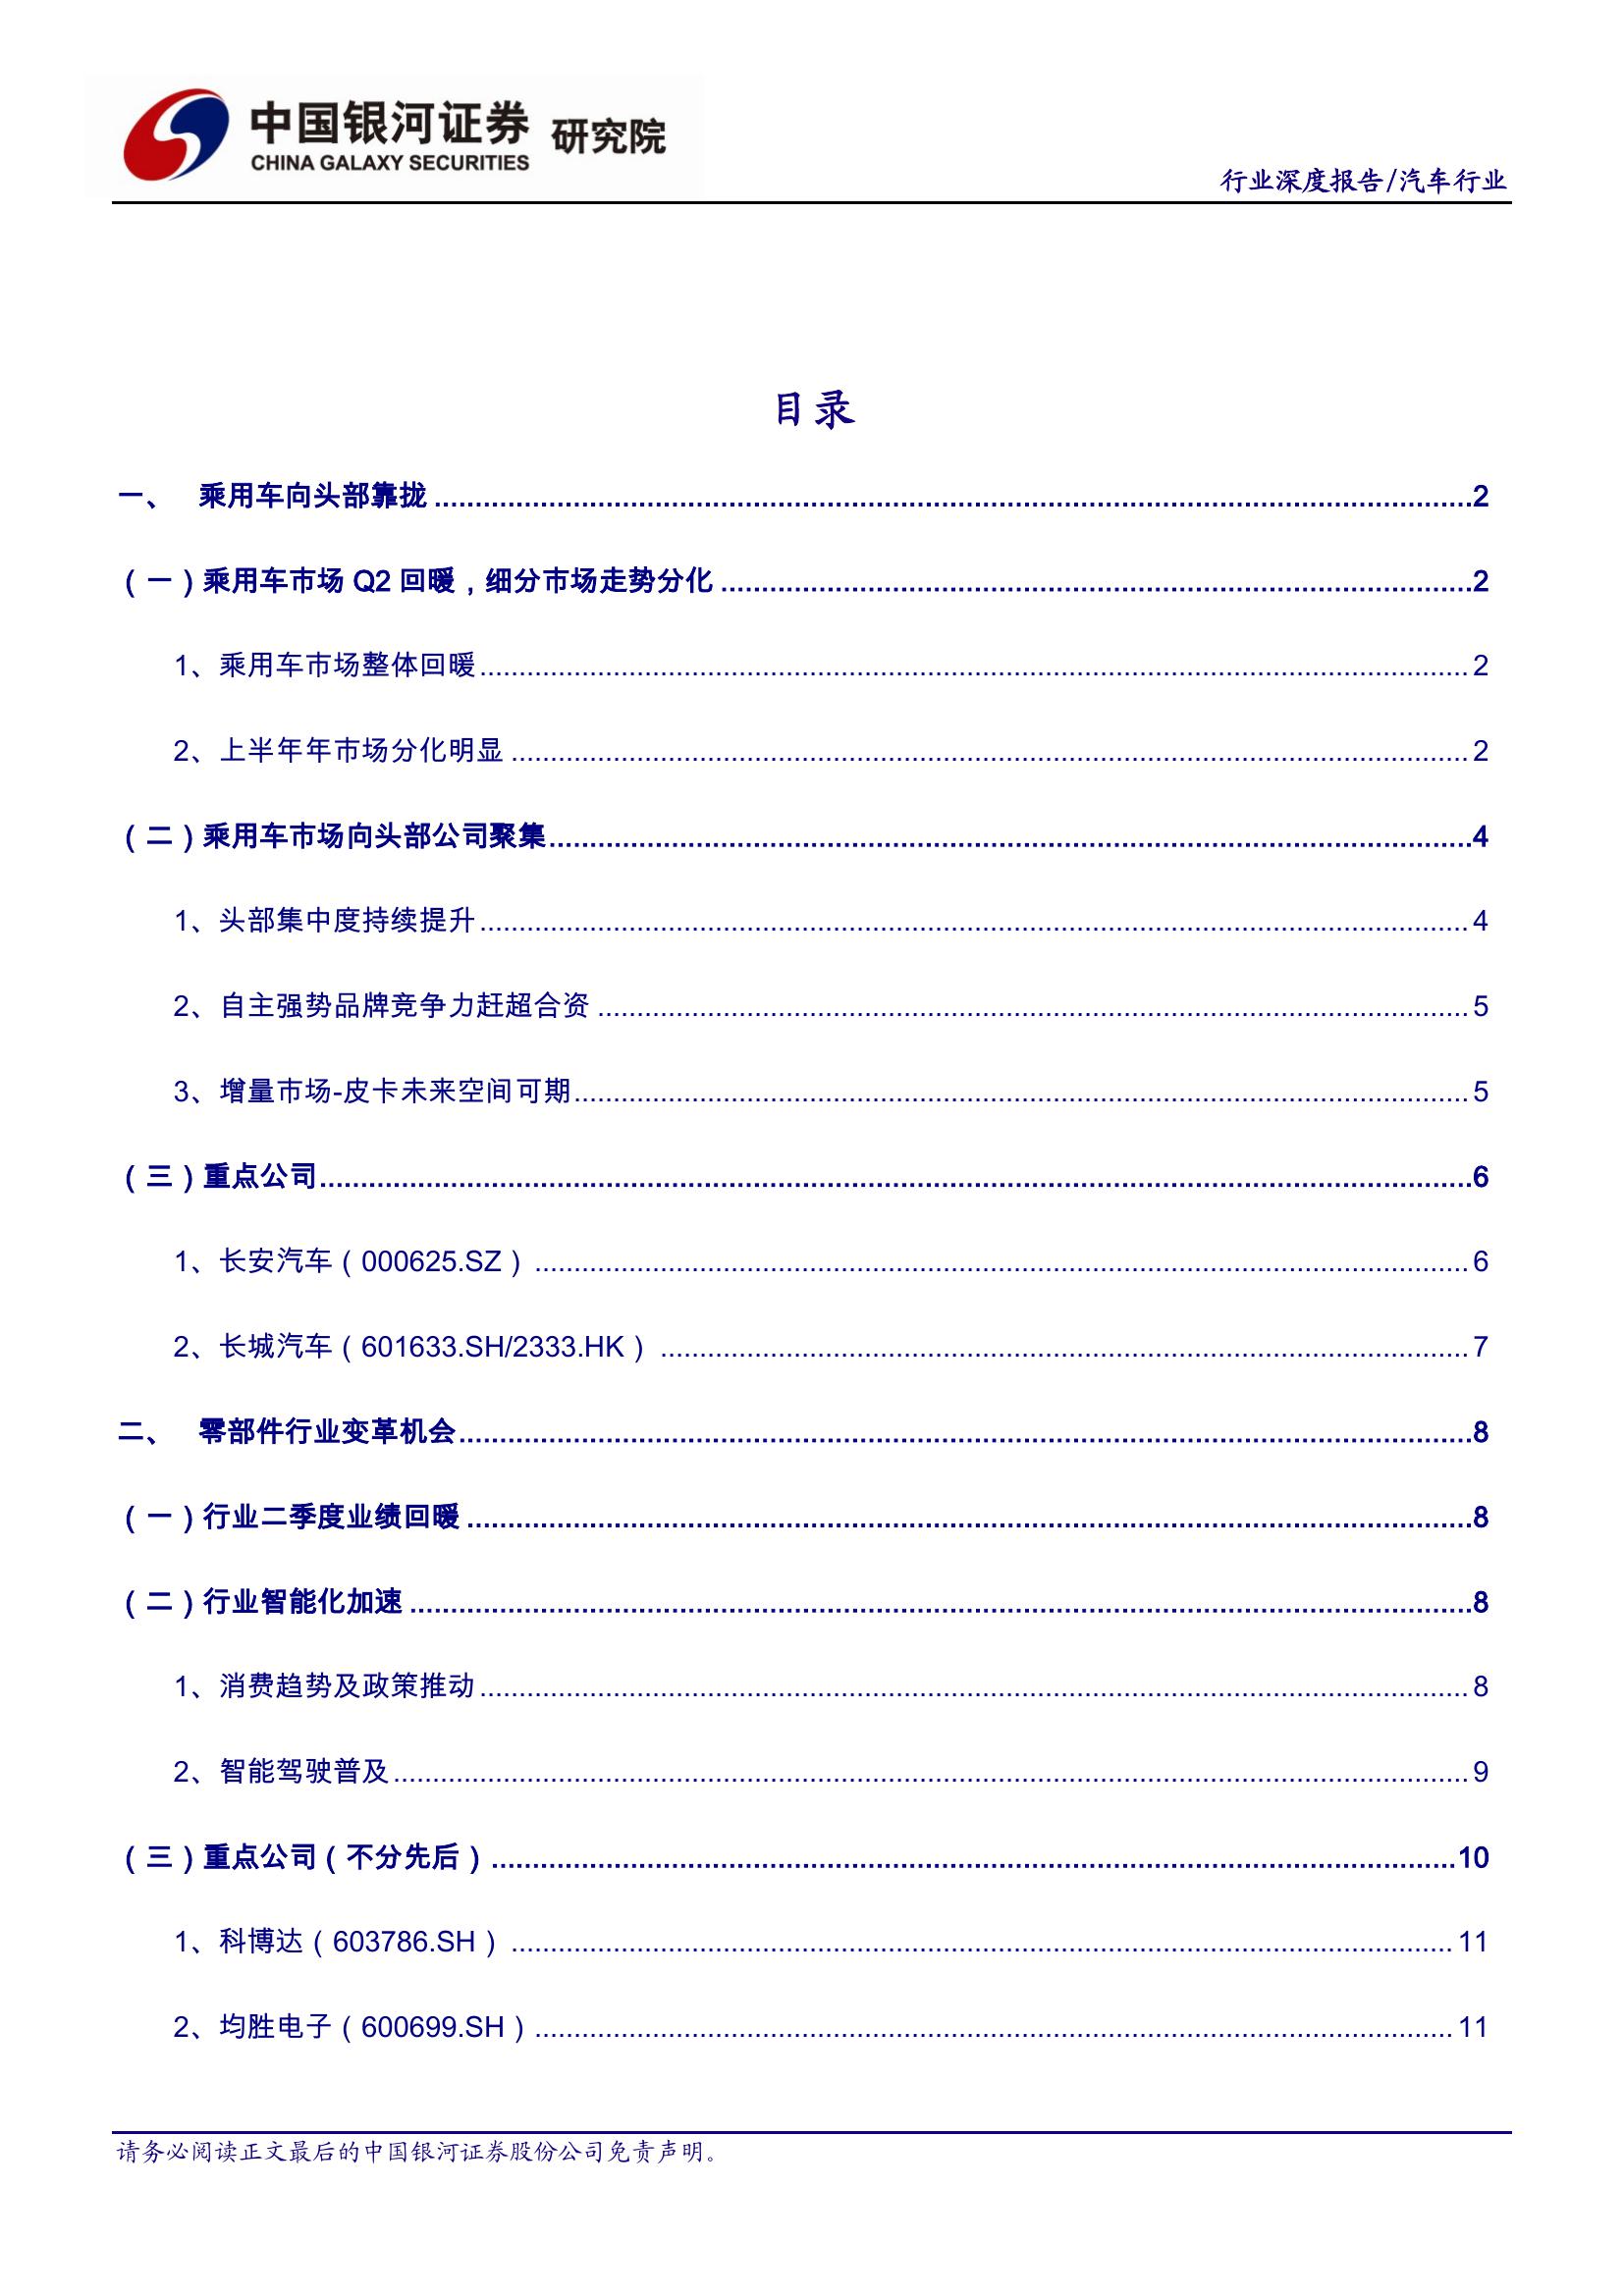 中国银河证券 研究院
CHINA GALAXY SECURITIES
行业深度报告/汽车行业
目录
一、 乘用车向头部靠拢 ........ 2
（一）乘用车市场 Q2 回暖，细分市场走势分化 ........ 2
1、乘用车市场整体回暖 ........ 2
2、上半年年市场分化明显 ........ 2
（二）乘用车市场向头部公司聚集 ........ 4
1、头部集中度持续提升 ........ 4
2、自主强势品牌竞争力赶超合资 ........ 5
3、增量市场-皮卡未来空间可期 ........ 5
（三）重点公司 ........ 6
1、长安汽车（000625.SZ） ........ 6
2、长城汽车（601633.SH/2333.HK） ........ 7
二、 零部件行业变革机会 ........ 8
（一）行业二季度业绩回暖 ........ 8
（二）行业智能化加速 ........ 8
1、消费趋势及政策推动 ........ 8
2、智能驾驶普及 ........ 9
（三）重点公司（不分先后） ........ 10
1、科博达（603786.SH） ........ 11
2、均胜电子（600699.SH） ........ 11
请务必阅读正文最后的中国银河证券股份公司免责声明。